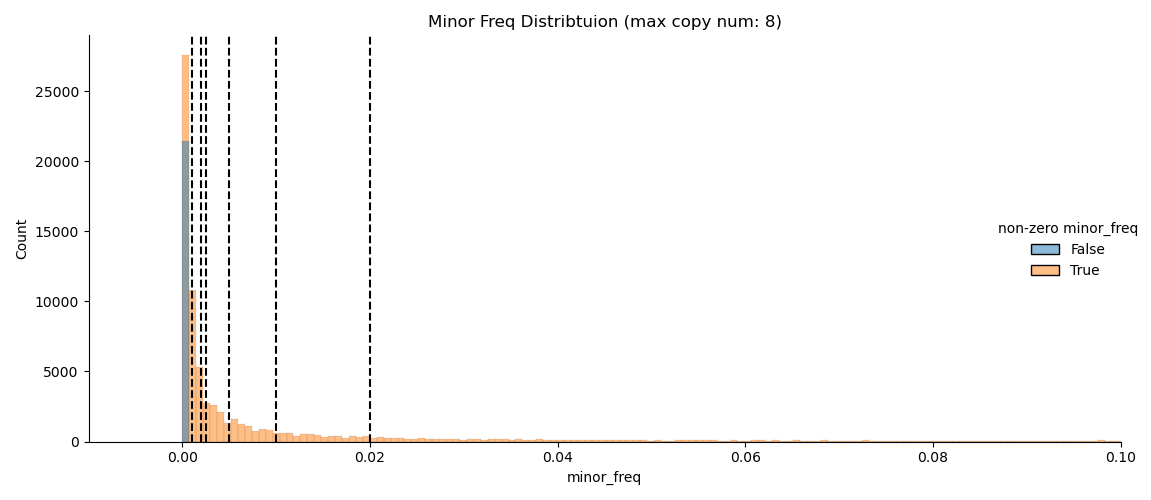 Minor Freq Distribtuion (max copy num: 8)
25000
20000
15000
10000
5000
0
Count
non-zero minor_freq
False
True
0.00
0.02
0.04
0.06
0.08
0.10
minor_freq